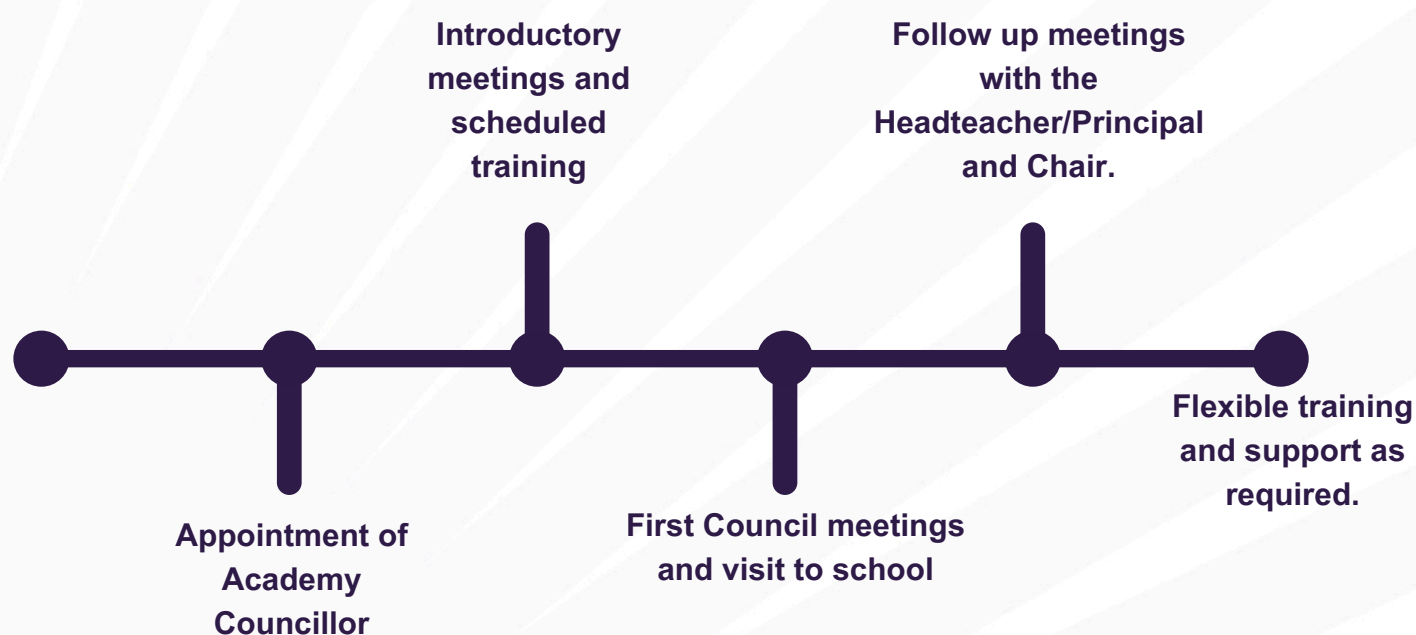 Introductory
meetings and
scheduled
training
Follow up meetings
with the
Headteacher/Principal
and Chair.
Flexible training
and support as
required.
Appointment of
Academy
Councillor
First Council meetings
and visit to school